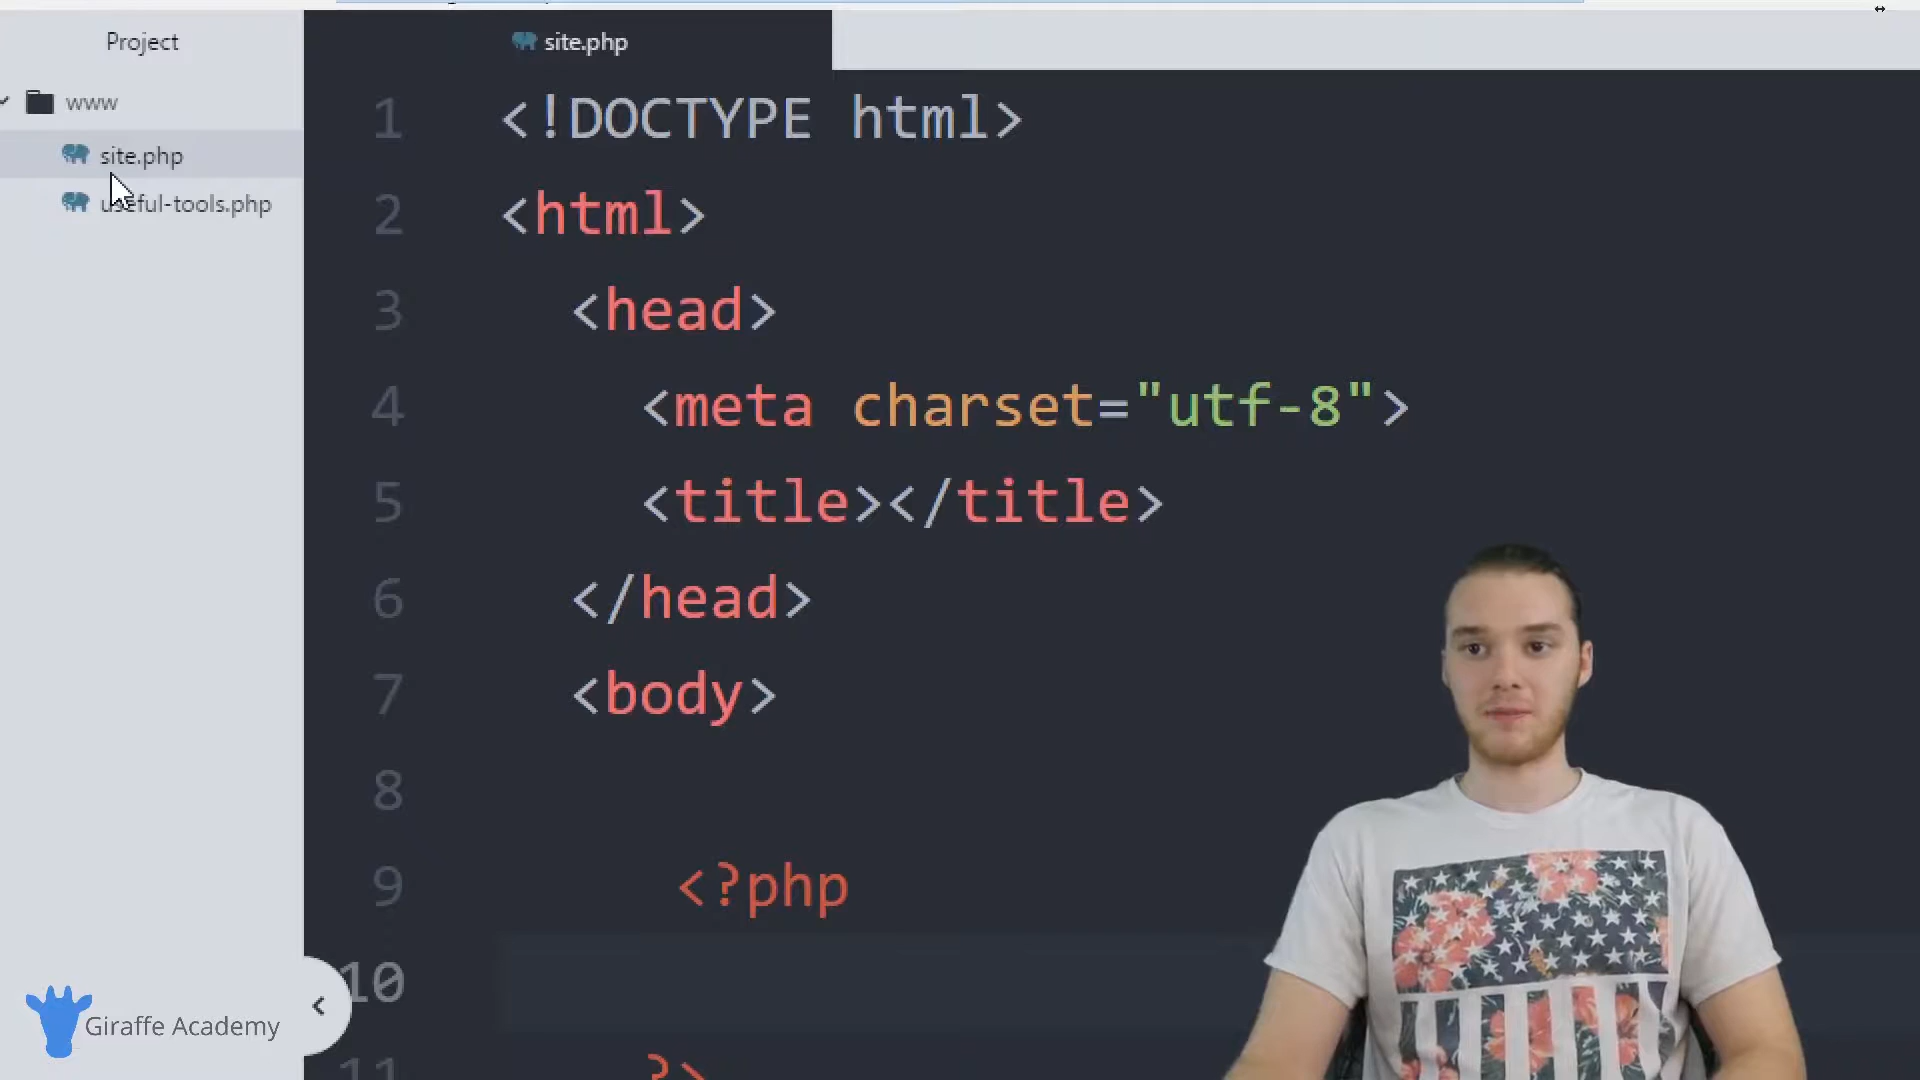 Project
www
site.php
useful-tools.php
site.php
1 <!DOCTYPE html>
2 <html>
3 <head>
4 <meta charset="utf-8">
5 <title></title>
6 </head>
7 <body>
8
9 <?php
10
11 ?>
Giraffe Academy